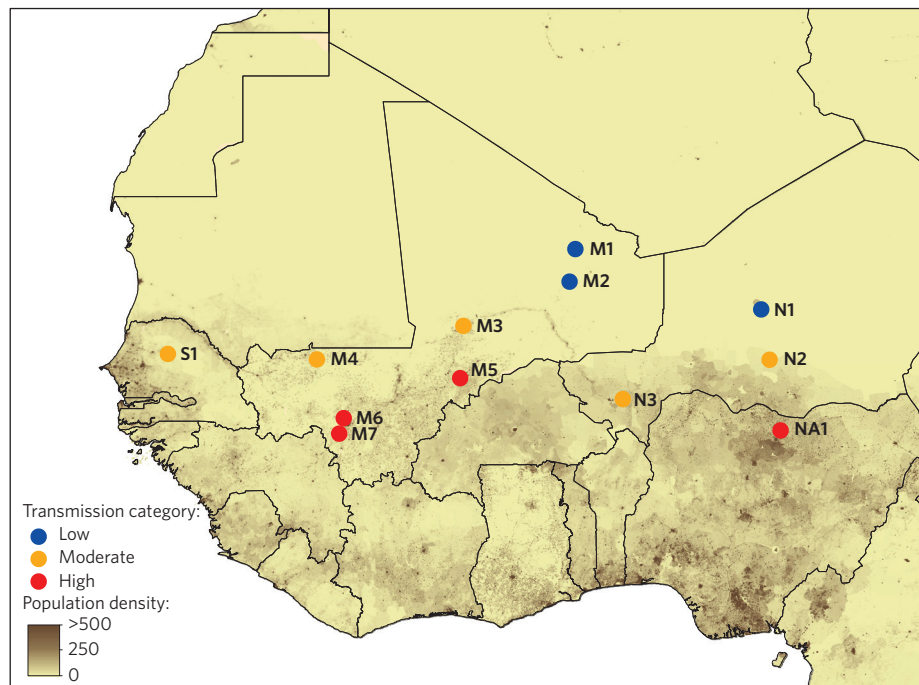 M1
M2
N1
M3
S1
M4
N2
M5
N3
M6
M7
NA1
Transmission category:
Low
Moderate
High
Population density:
>500
250
0